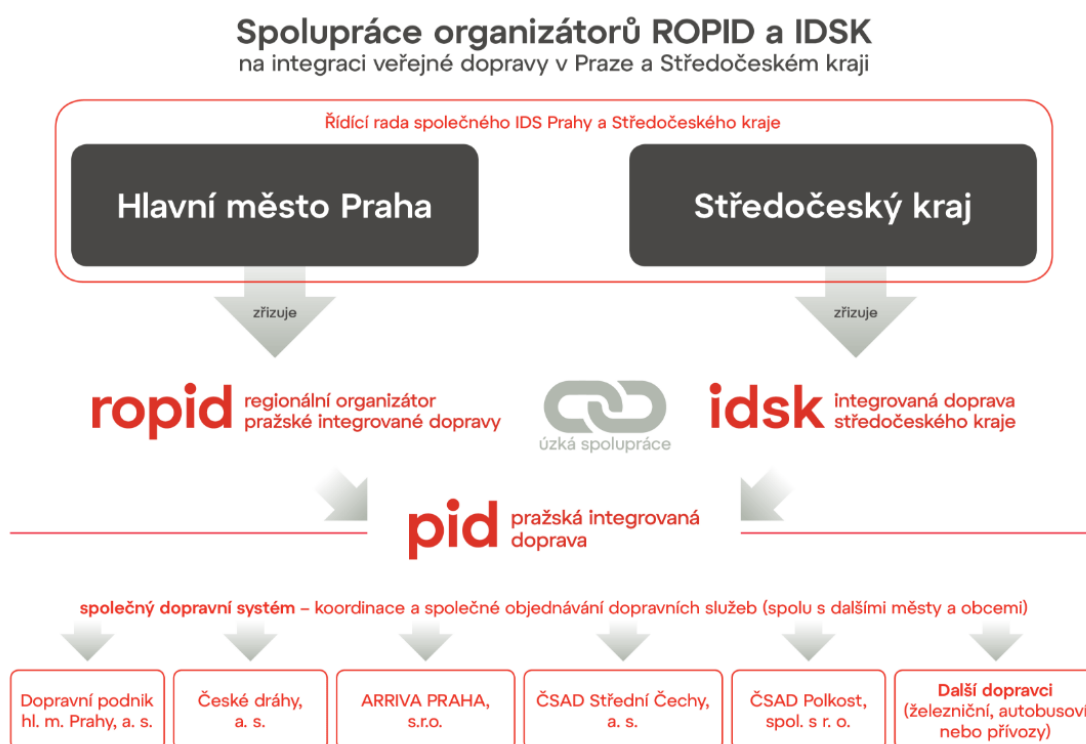 Spolupráce organizátorů ROPID a IDSK
na integraci veřejné dopravy v Praze a Středočeském kraji
Řídící rada společného IDS Prahy a Středočeského kraje
Hlavní město Praha
Středočeský kraj
zřizuje
zřizuje
ropid
regionální organizátor
pražské integrované dopravy
úzká spolupráce
idsk
integrovaná doprava
středočeského kraje
pid
pražská integrovaná
doprava
společný dopravní systém – koordinace a společné objednávání dopravních služeb (spolu s dalšími městy a obcemi)
Dopravní podnik
hl. m. Prahy, a. s.
České dráhy,
a. s.
ARRIVA PRAHA,
s.r.o.
ČSAD Střední Čechy,
a. s.
ČSAD Polkost,
spol. s r. o.
Další dopravci
(železniční, autobusoví
nebo přívozy)